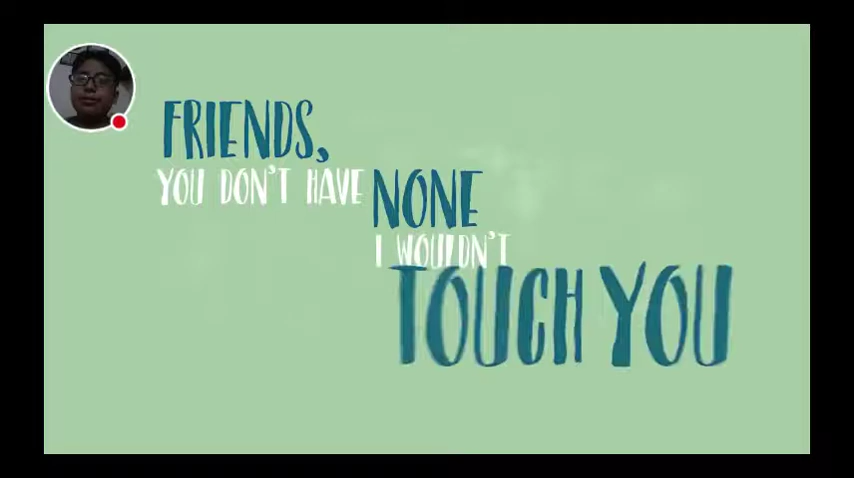 FRIENDS,
YOU DON'T HAVE NONE
I WOULDN'T
TOUCH YOU